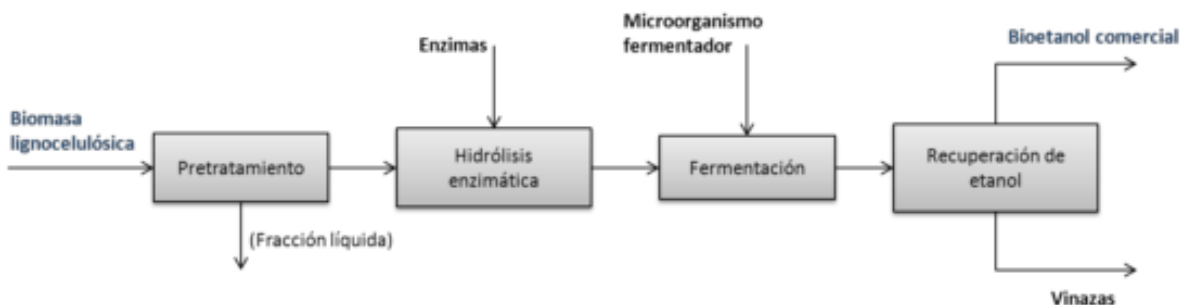 Microorganismo
fermentador
Bioetanol comercial
Enzimas
Biomasa
lignocelulósica
Pretratamiento
Hidrólisis
enzimática
Fermentación
Recuperación de
etanol
(Fracción líquida)
Vinazas